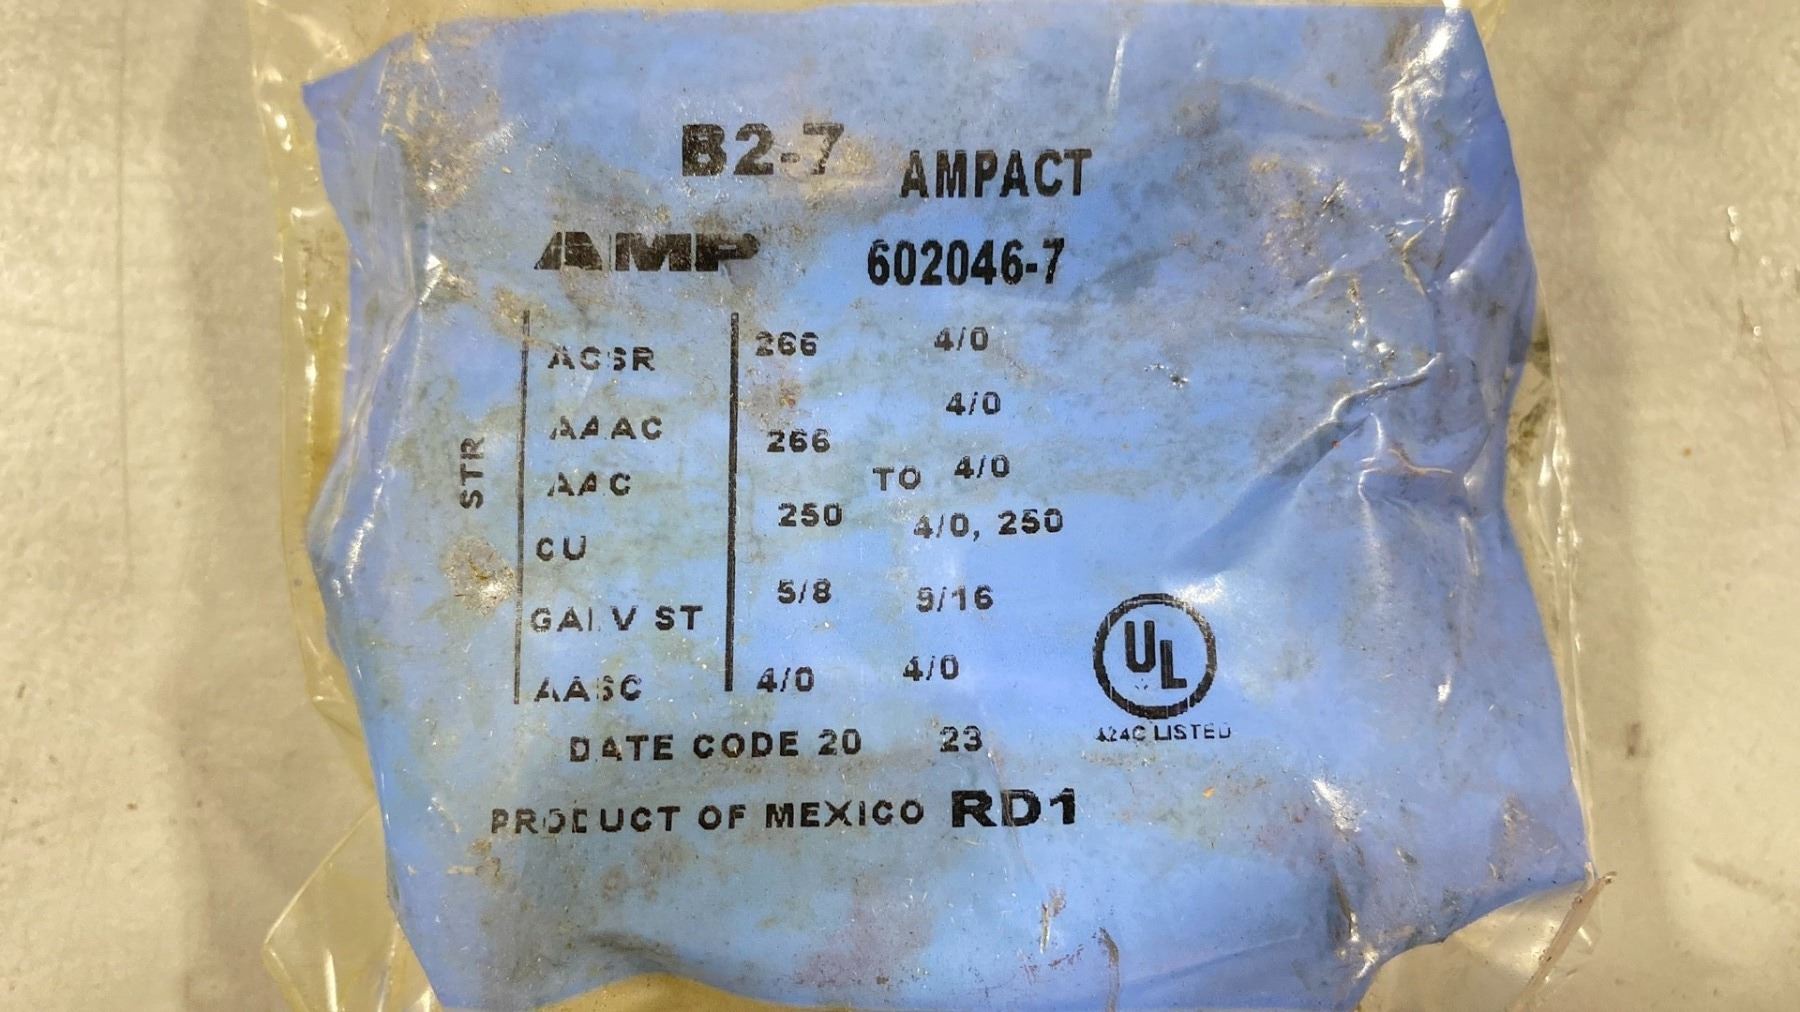 B2-7 AMPACT
AMP 602046-7
STR
ACSR 266 4/0
AAAC 4/0
266
AAC TO 4/0
CU 250 4/0, 250
GALV ST 5/8 9/16
AASC 4/0 4/0
UL
424C LISTED
DATE CODE 20 23
PRODUCT OF MEXICO RD1